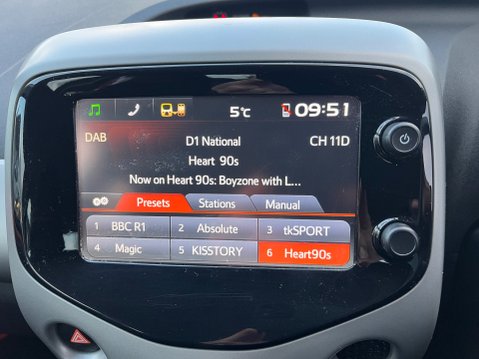 5°C 09:51
DAB D1 National CH 11D
Heart 90s
Now on Heart 90s: Boyzone with L...
Presets Stations Manual
1 BBC R1 2 Absolute 3 tkSPORT
4 Magic 5 KISSTORY 6 Heart90s